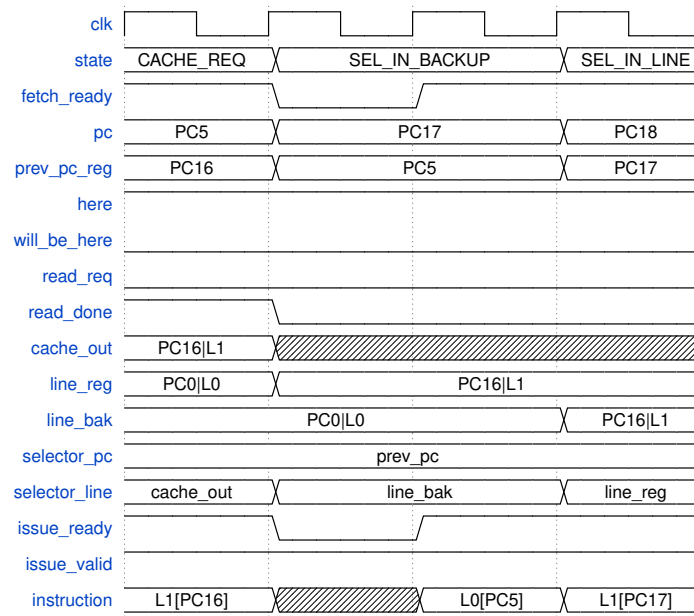 clk
state CACHE_REQ SEL_IN_BACKUP SEL_IN_LINE
fetch_ready
pc PC5 PC17 PC18
prev_pc_reg PC16 PC5 PC17
here
will_be_here
read_req
read_done
cache_out PC16|L1
line_reg PC0|L0 PC16|L1
line_bak PC0|L0 PC16|L1
selector_pc prev_pc
selector_line cache_out line_bak line_reg
issue_ready
issue_valid
instruction L1[PC16] L0[PC5] L1[PC17]